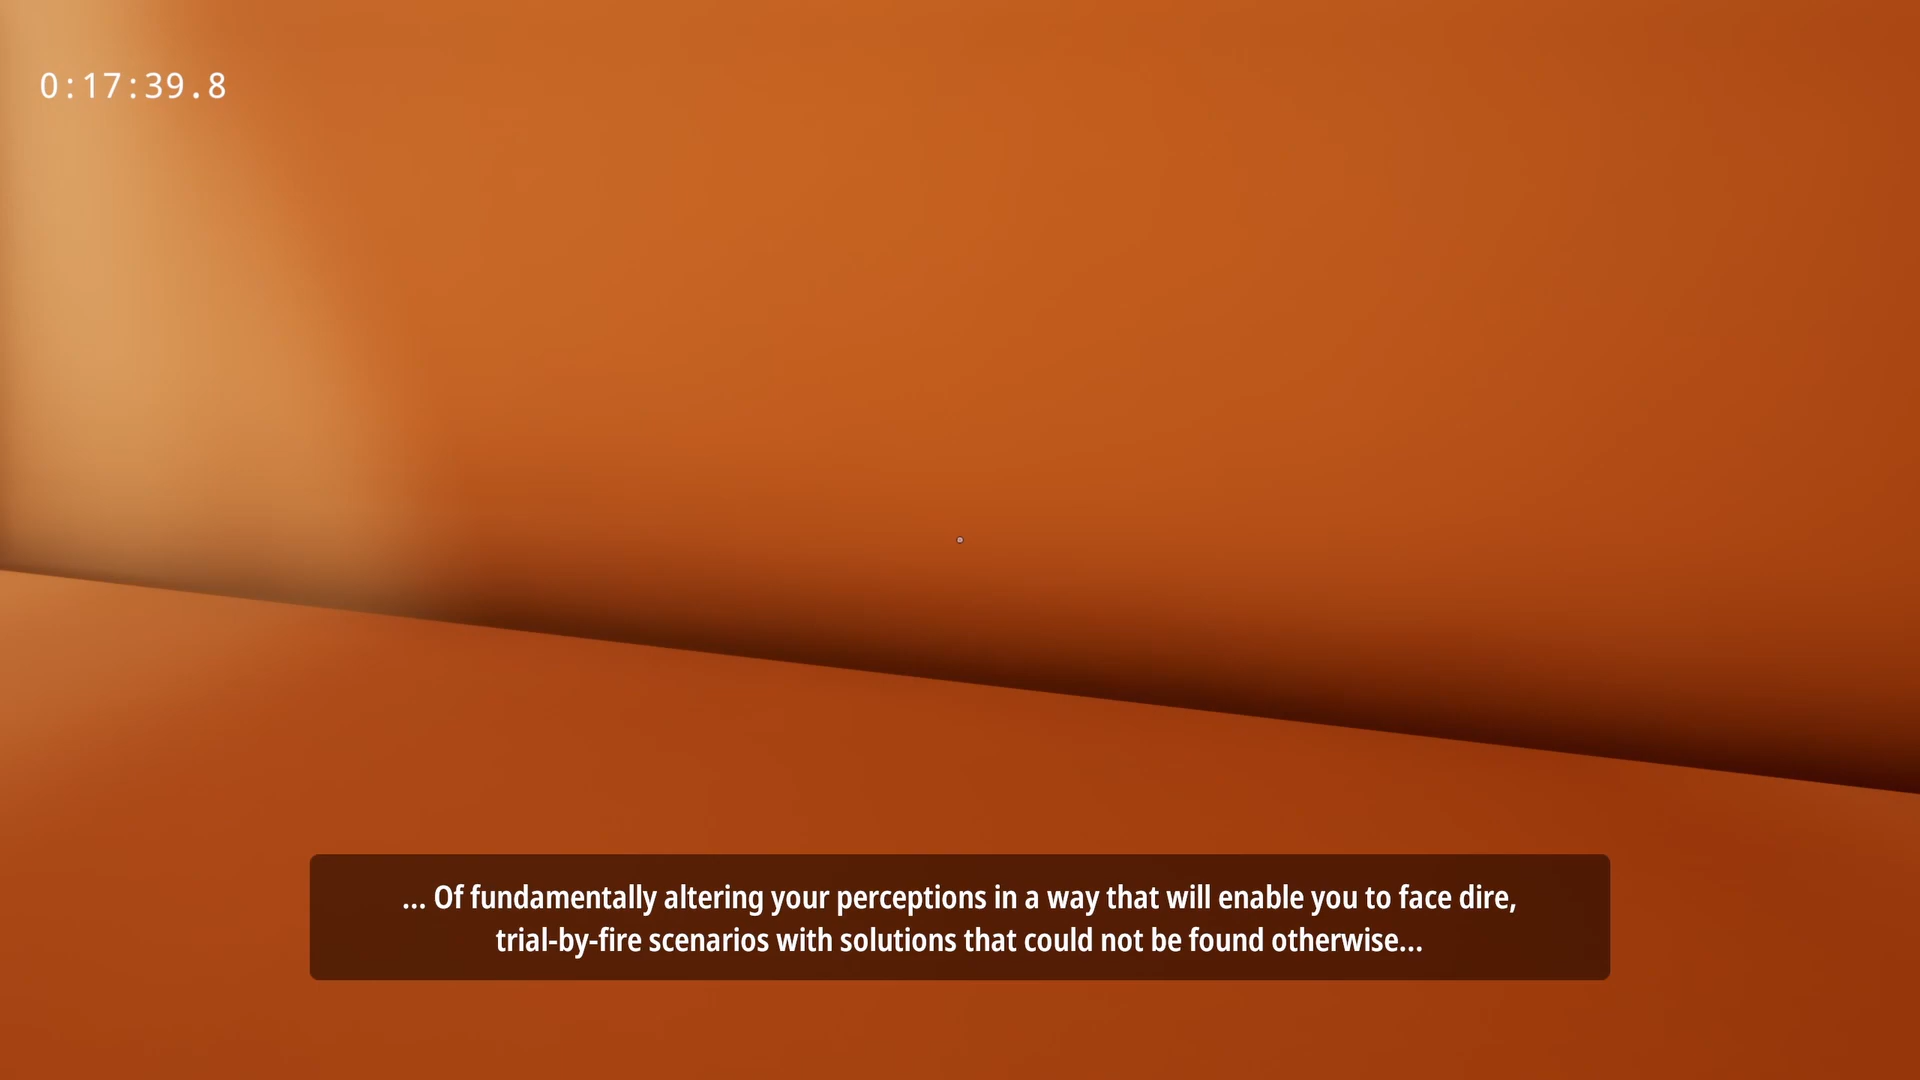 0:17:39.8
... Of fundamentally altering your perceptions in a way that will enable you to face dire,
trial-by-fire scenarios with solutions that could not be found otherwise...